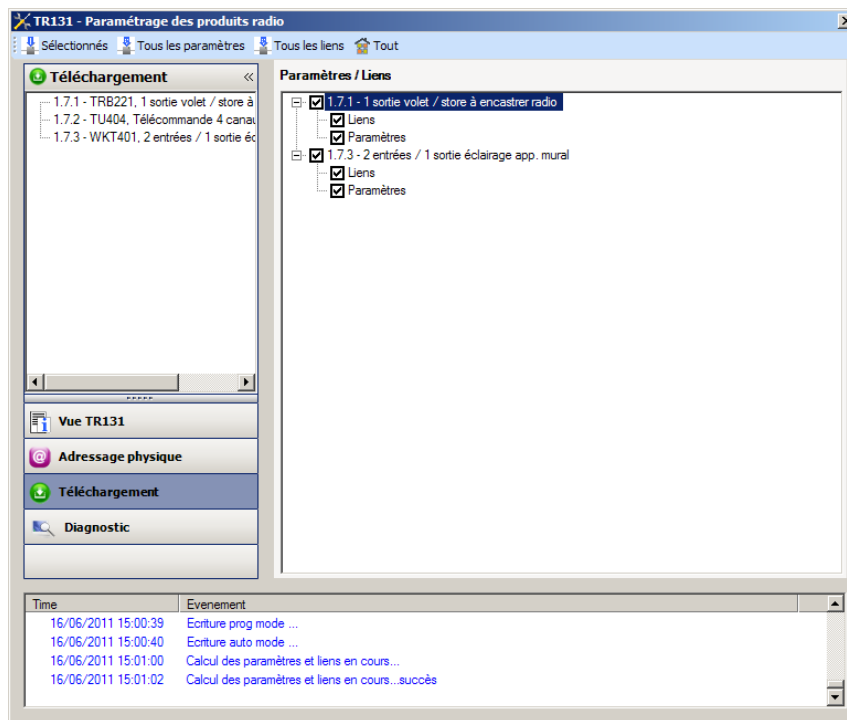 TR131 - Paramétrage des produits radio
Sélectionnés Tous les paramètres Tous les liens Tout
Téléchargement
1.7.1 - TRB221, 1 sortie volet / store à
1.7.2 - TU404, Télécommande 4 canau
1.7.3 - WKT401, 2 entrées / 1 sortie éc
Vue TR131
Adressage physique
Téléchargement
Diagnostic
Paramètres / Liens
1.7.1 - 1 sortie volet / store à encastrer radio
Liens
Paramètres
1.7.3 - 2 entrées / 1 sortie éclairage app. mural
Liens
Paramètres
Time Evenement
16/06/2011 15:00:39 Ecriture prog mode ...
16/06/2011 15:00:40 Ecriture auto mode ...
16/06/2011 15:01:00 Calcul des paramètres et liens en cours...
16/06/2011 15:01:02 Calcul des paramètres et liens en cours...succès